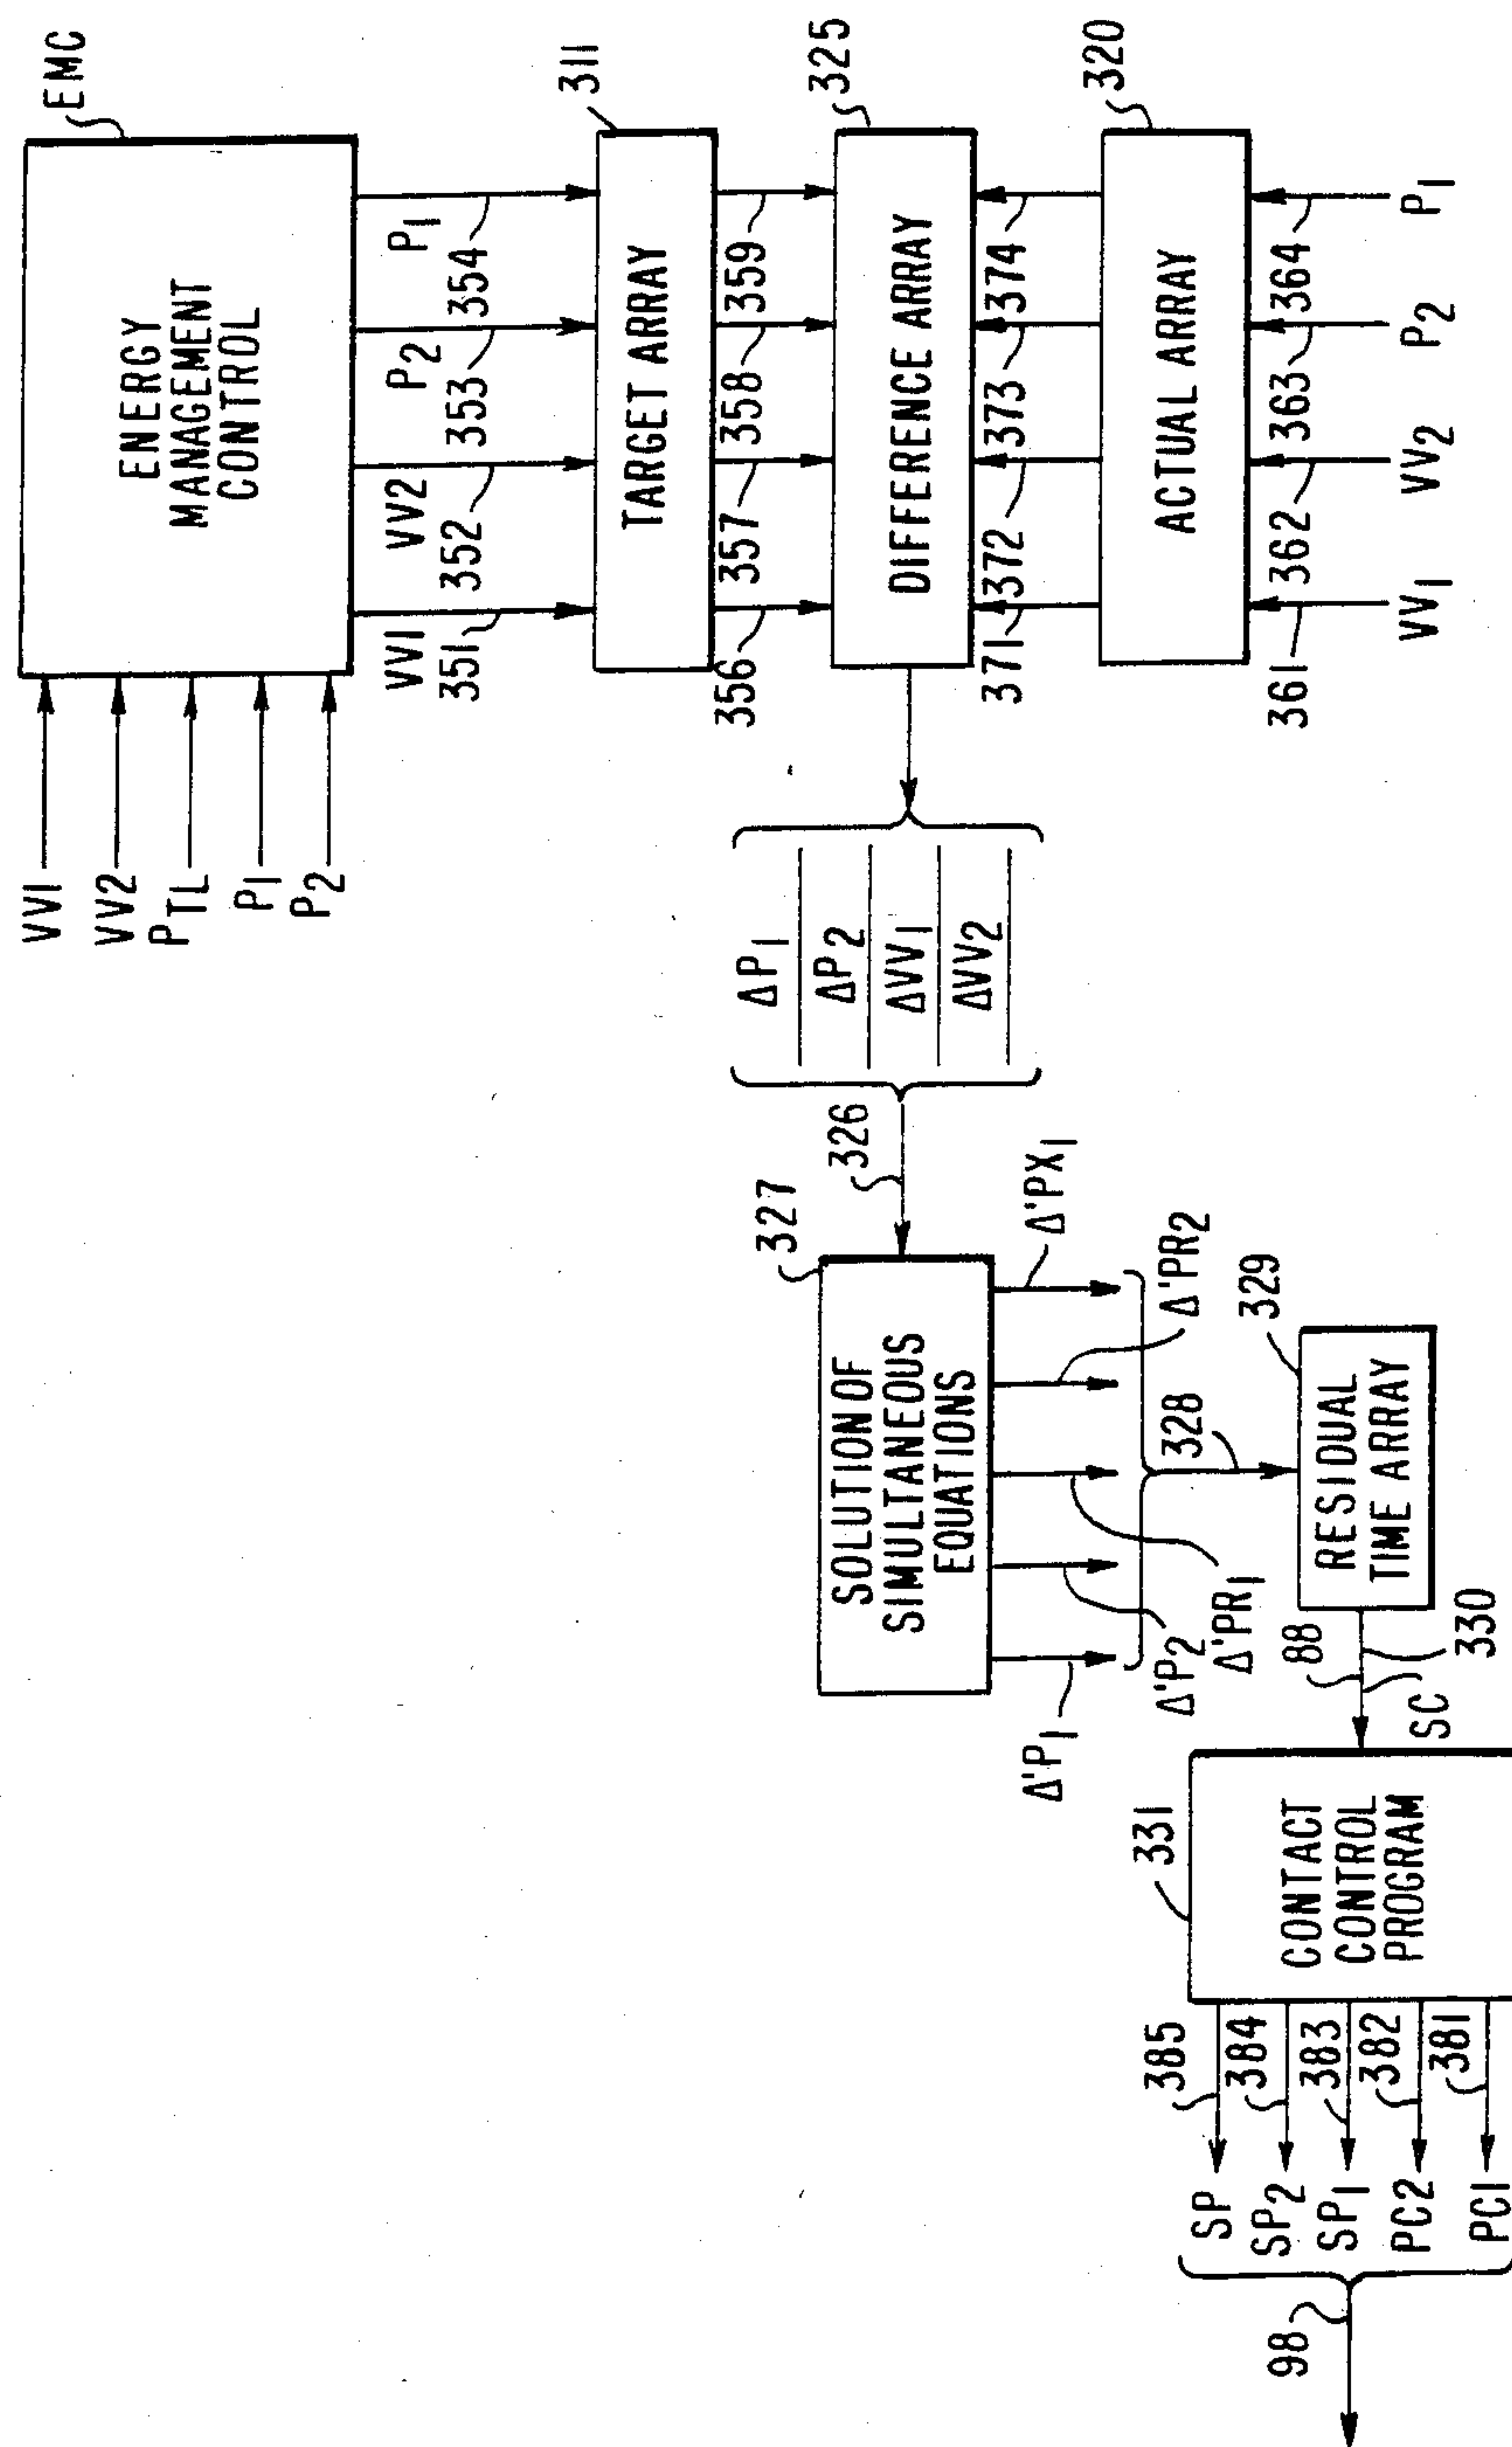 EMC
VV1
VV2
PTL
P1
P2
ENERGY
MANAGEMENT
CONTROL
VV1
351
VV2
352
P2
353
P1
354
311
TARGET ARRAY
356
357
358
359
325
DIFFERENCE ARRAY
371
372
373
374
320
ACTUAL ARRAY
361
362
363
364
VV1
VV2
P2
P1
ΔP1
ΔP2
ΔVV1
ΔVV2
326
327
SOLUTION OF
SIMULTANEOUS
EQUATIONS
Δ'P1
Δ'P2
Δ'PR1
Δ'PR2
Δ'PX1
328
329
RESIDUAL
TIME ARRAY
88
330
SC
331
CONTACT
CONTROL
PROGRAM
385
384
383
382
381
SP
SP2
SP1
PC2
PC1
98